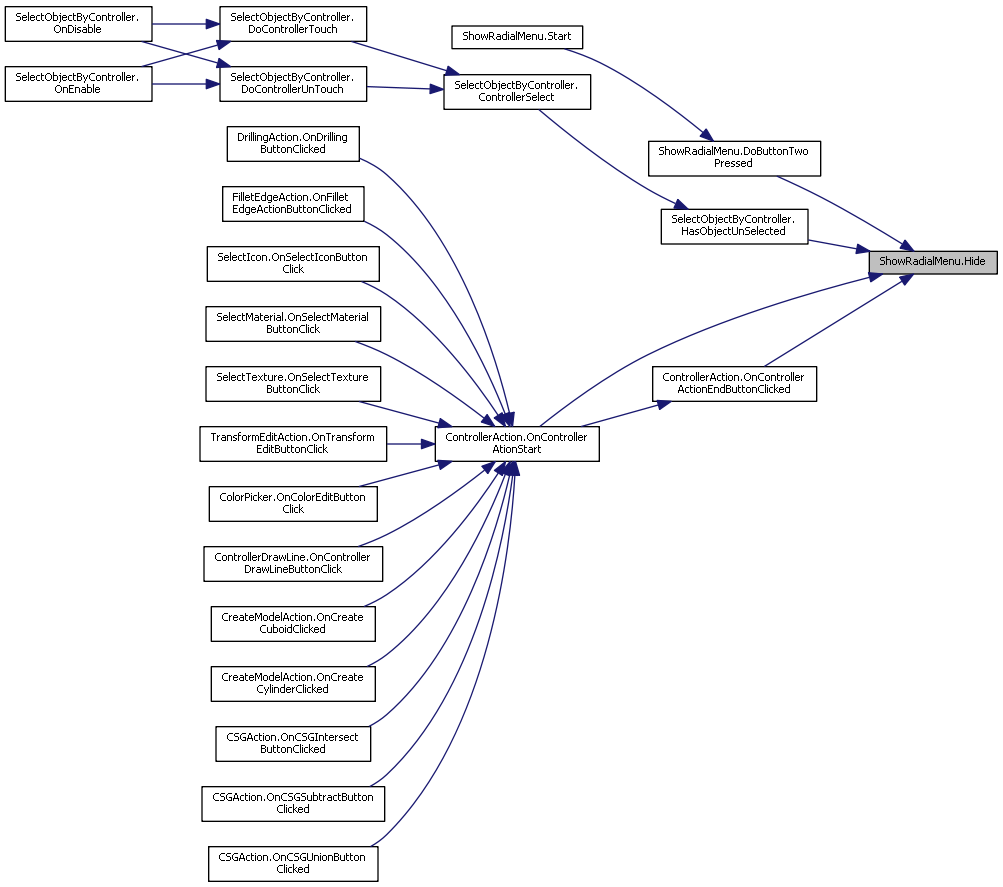 SelectObjectByController.
OnDisable
SelectObjectByController.
OnEnable
SelectObjectByController.
DoControllerTouch
SelectObjectByController.
DoControllerUnTouch
ShowRadialMenu.Start
SelectObjectByController.
ControllerSelect
ShowRadialMenu.DoButtonTwo
Pressed
SelectObjectByController.
HasObjectUnSelected
ShowRadialMenu.Hide
ControllerAction.OnController
ActionEndButtonClicked
ControllerAction.OnController
AtionStart
DrillingAction.OnDrilling
ButtonClicked
FilletEdgeAction.OnFillet
EdgeActionButtonClicked
SelectIcon.OnSelectIconButton
Click
SelectMaterial.OnSelectMaterial
ButtonClick
SelectTexture.OnSelectTexture
ButtonClick
TransformEditAction.OnTransform
EditButtonClick
ColorPicker.OnColorEditButton
Click
ControllerDrawLine.OnController
DrawLineButtonClick
CreateModelAction.OnCreate
CuboidClicked
CreateModelAction.OnCreate
CylinderClicked
CSGAction.OnCSGIntersect
ButtonClicked
CSGAction.OnCSGSubtractButton
Clicked
CSGAction.OnCSGUnionButton
Clicked